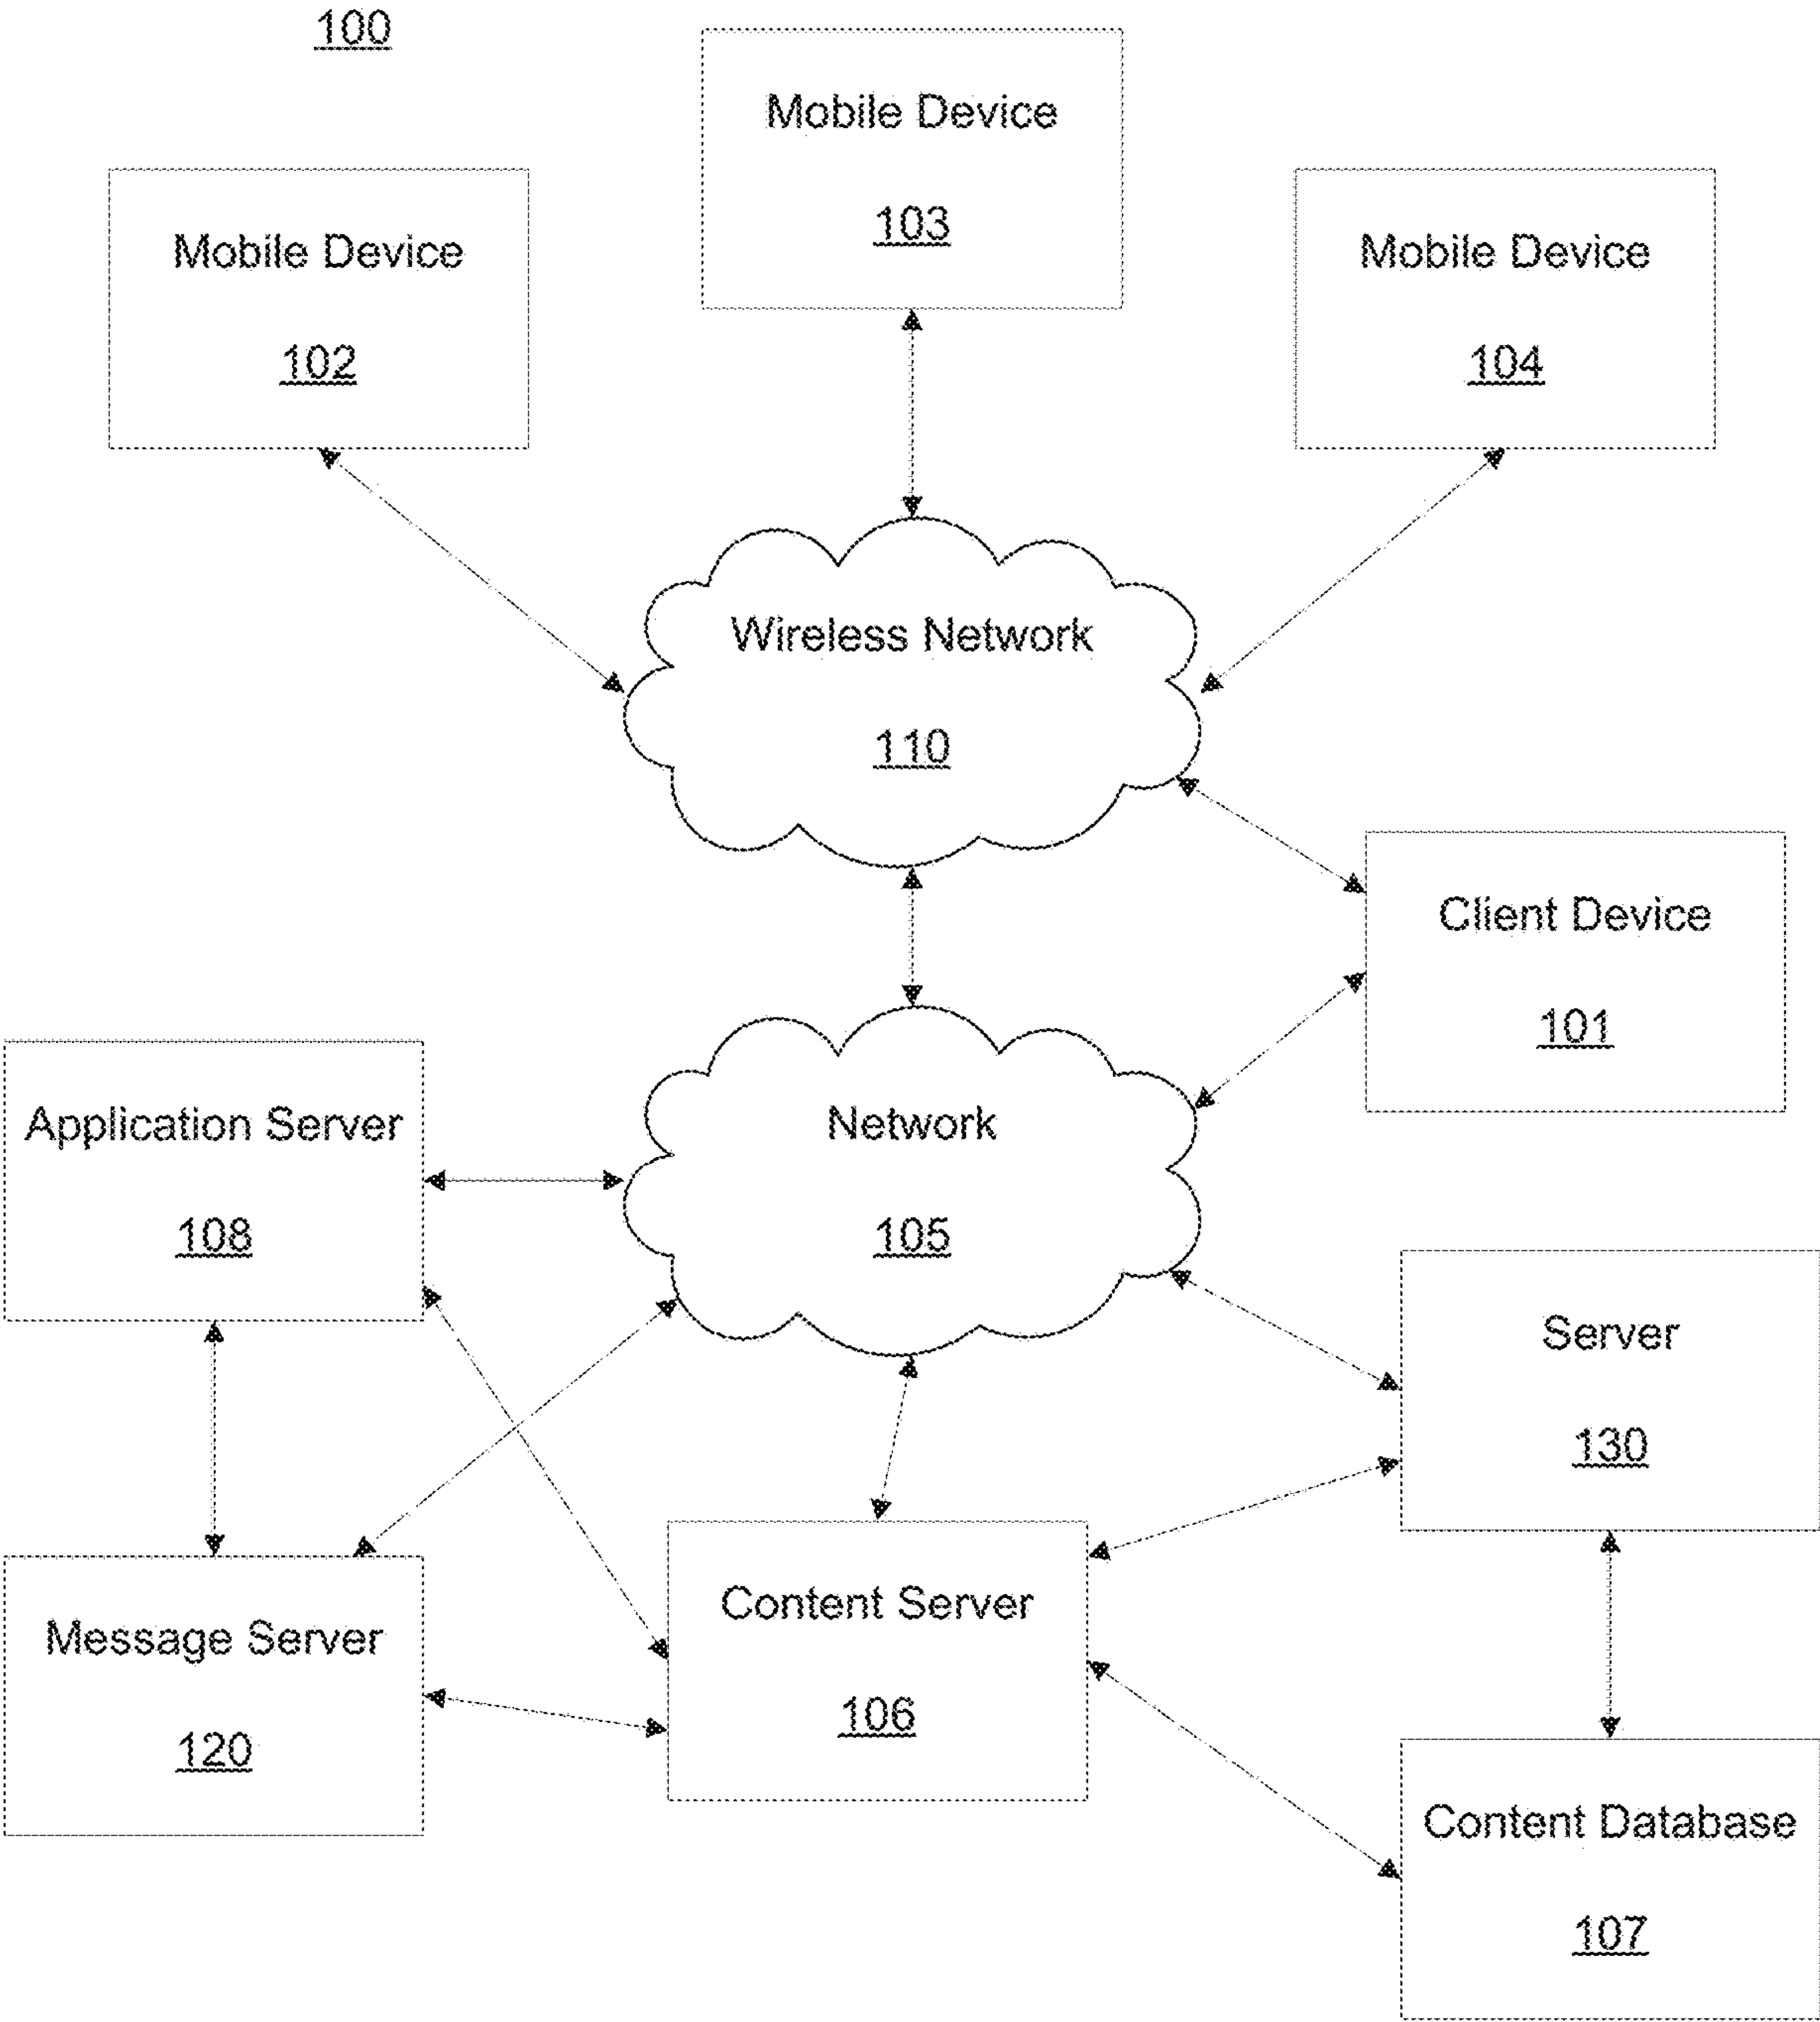 100
Mobile Device
103
Mobile Device
102
Mobile Device
104
Wireless Network
110
Client Device
101
Network
105
Application Server
108
Server
130
Content Server
106
Message Server
120
Content Database
107